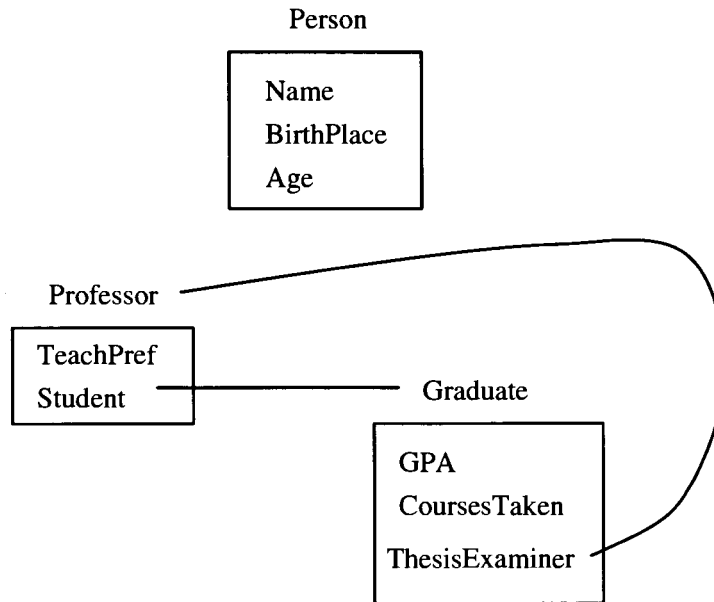 Person
Name
BirthPlace
Age
Professor
TeachPref
Student
Graduate
GPA
CoursesTaken
ThesisExaminer